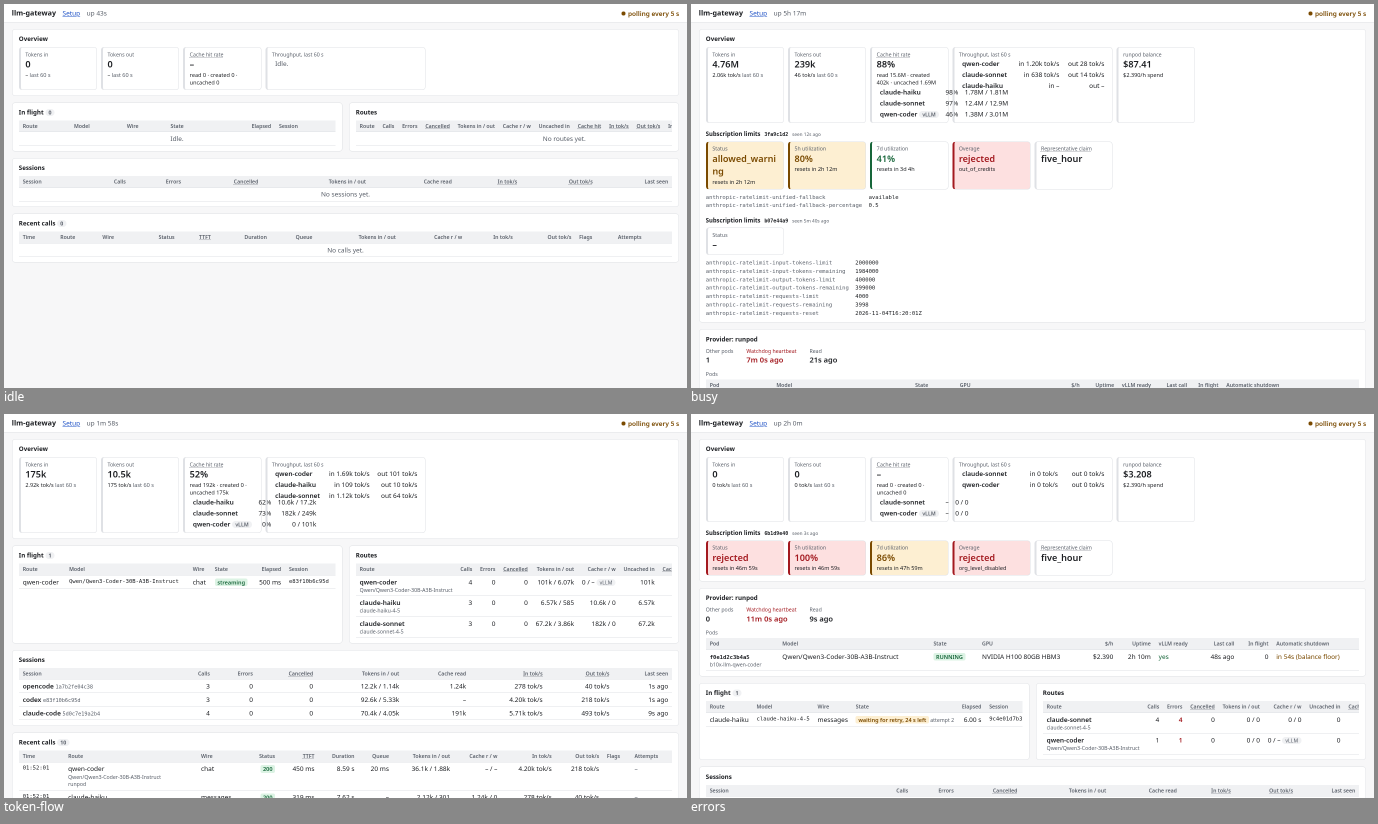 llm-gateway Setup up 43s polling every 5 s
Overview
Tokens in
0
– last 60 s
Tokens out
0
– last 60 s
Cache hit rate
–
read 0 · created 0 ·
uncached 0
Throughput, last 60 s
Idle.
In flight 0
Route Model Wire State Elapsed Session
Idle.
Routes
Route Calls Errors Cancelled Tokens in / out Cache r / w Uncached in Cache hit In tok/s Out tok/s
No routes yet.
Sessions
Session Calls Errors Cancelled Tokens in / out Cache read In tok/s Out tok/s Last seen
No sessions yet.
Recent calls 0
Time Route Wire Status TTFT Duration Queue Tokens in / out Cache r / w In tok/s Out tok/s Flags Attempts
No calls yet.
idle
llm-gateway Setup up 5h 17m polling every 5 s
Overview
Tokens in
4.76M
2.06k tok/s last 60 s
Tokens out
239k
46 tok/s last 60 s
Cache hit rate
88%
read 15.6M · created
402k · uncached 1.69M
claude-haiku 98% 1.78M / 1.81M
claude-sonnet 97% 12.4M / 12.9M
qwen-coder vLLM 46% 1.38M / 3.01M
Throughput, last 60 s
qwen-coder in 1.20k tok/s out 28 tok/s
claude-sonnet in 638 tok/s out 14 tok/s
claude-haiku in – out –
runpod balance
$87.41
$2.390/h spend
Subscription limits 3fa9c1d2 seen 12s ago
Status
allowed_warni
ng
resets in 2h 12m
5h utilization
80%
resets in 2h 12m
7d utilization
41%
resets in 3d 4h
Overage
rejected
out_of_credits
Representative claim
five_hour
anthropic-ratelimit-unified-fallback available
anthropic-ratelimit-unified-fallback-percentage 0.5
Subscription limits b07e44a9 seen 5m 40s ago
Status
–
anthropic-ratelimit-input-tokens-limit 2000000
anthropic-ratelimit-input-tokens-remaining 1984000
anthropic-ratelimit-output-tokens-limit 400000
anthropic-ratelimit-output-tokens-remaining 399000
anthropic-ratelimit-requests-limit 4000
anthropic-ratelimit-requests-remaining 3998
anthropic-ratelimit-requests-reset 2026-11-04T16:20:01Z
Provider: runpod
Other pods
1
Watchdog heartbeat
7m 0s ago
Read
21s ago
Pods
Pod Model State GPU $/h Uptime vLLM ready Last call In flight Automatic shutdown
busy
llm-gateway Setup up 1m 58s polling every 5 s
Overview
Tokens in
175k
2.92k tok/s last 60 s
Tokens out
10.5k
175 tok/s last 60 s
Cache hit rate
52%
read 192k · created 0 ·
uncached 175k
claude-haiku 62% 10.6k / 17.2k
claude-sonnet 73% 182k / 249k
qwen-coder vLLM 0% 0 / 101k
Throughput, last 60 s
qwen-coder in 1.69k tok/s out 101 tok/s
claude-haiku in 109 tok/s out 10 tok/s
claude-sonnet in 1.12k tok/s out 64 tok/s
In flight 1
Route Model Wire State Elapsed Session
qwen-coder Qwen/Qwen3-Coder-30B-A3B-Instruct chat streaming 500 ms e83f10b6c95d
Routes
Route Calls Errors Cancelled Tokens in / out Cache r / w Uncached in
qwen-coder 4 0 0 101k / 6.07k 0 / – vLLM 101k
Qwen/Qwen3-Coder-30B-A3B-Instruct
claude-haiku 3 0 0 6.57k / 585 10.6k / 0 6.57k
claude-haiku-4-5
claude-sonnet 3 0 0 67.2k / 3.86k 182k / 0 67.2k
claude-sonnet-4-5
Sessions
Session Calls Errors Cancelled Tokens in / out Cache read In tok/s Out tok/s Last seen
opencode 1a7b2fe04c38 3 0 0 12.2k / 1.14k 1.24k 278 tok/s 40 tok/s 1s ago
codex e83f10b6c95d 3 0 0 92.6k / 5.33k – 4.20k tok/s 218 tok/s 1s ago
claude-code 5d0c7e19a2b4 4 0 0 70.4k / 4.05k 191k 5.71k tok/s 493 tok/s 9s ago
Recent calls 10
Time Route Wire Status TTFT Duration Queue Tokens in / out Cache r / w In tok/s Out tok/s Flags Attempts
01:52:01 qwen-coder chat 200 450 ms 8.59 s 20 ms 36.1k / 1.88k – / – 4.20k tok/s 218 tok/s
Qwen/Qwen3-Coder-30B-A3B-Instruct
runpod
01:52:01 claude-haiku messages 200 319 ms 7.62 s – 2.12k / 301 1.24k / 0 278 tok/s 40 tok/s
token-flow
llm-gateway Setup up 2h 0m polling every 5 s
Overview
Tokens in
0
0 tok/s last 60 s
Tokens out
0
0 tok/s last 60 s
Cache hit rate
–
read 0 · created 0 ·
uncached 0
claude-sonnet – 0 / 0
qwen-coder vLLM – 0 / 0
Throughput, last 60 s
claude-sonnet in 0 tok/s out 0 tok/s
qwen-coder in 0 tok/s out 0 tok/s
runpod balance
$3.208
$2.390/h spend
Subscription limits 6b1d9e40 seen 3s ago
Status
rejected
resets in 46m 59s
5h utilization
100%
resets in 46m 59s
7d utilization
86%
resets in 47h 59m
Overage
rejected
org_level_disabled
Representative claim
five_hour
Provider: runpod
Other pods
0
Watchdog heartbeat
11m 0s ago
Read
9s ago
Pods
Pod Model State GPU $/h Uptime vLLM ready Last call In flight Automatic shutdown
f0e1d2c3b4a5 Qwen/Qwen3-Coder-30B-A3B-Instruct RUNNING NVIDIA H100 80GB HBM3 $2.390 2h 10m yes 48s ago 0 in 54s (balance floor)
b10x-llm-qwen-coder
In flight 1
Route Model Wire State Elapsed Session
claude-haiku claude-haiku-4-5 messages waiting for retry, 24 s left attempt 2 6.00 s 9c4e01d7b3
Routes
Route Calls Errors Cancelled Tokens in / out Cache r / w Uncached in
claude-sonnet 4 4 0 0 / 0 0 / 0 0
claude-sonnet-4-5
qwen-coder 1 1 0 0 / 0 0 / – vLLM 0
Qwen/Qwen3-Coder-30B-A3B-Instruct
Sessions
Session Calls Errors Cancelled Tokens in / out Cache read In tok/s Out tok/s Last seen
errors